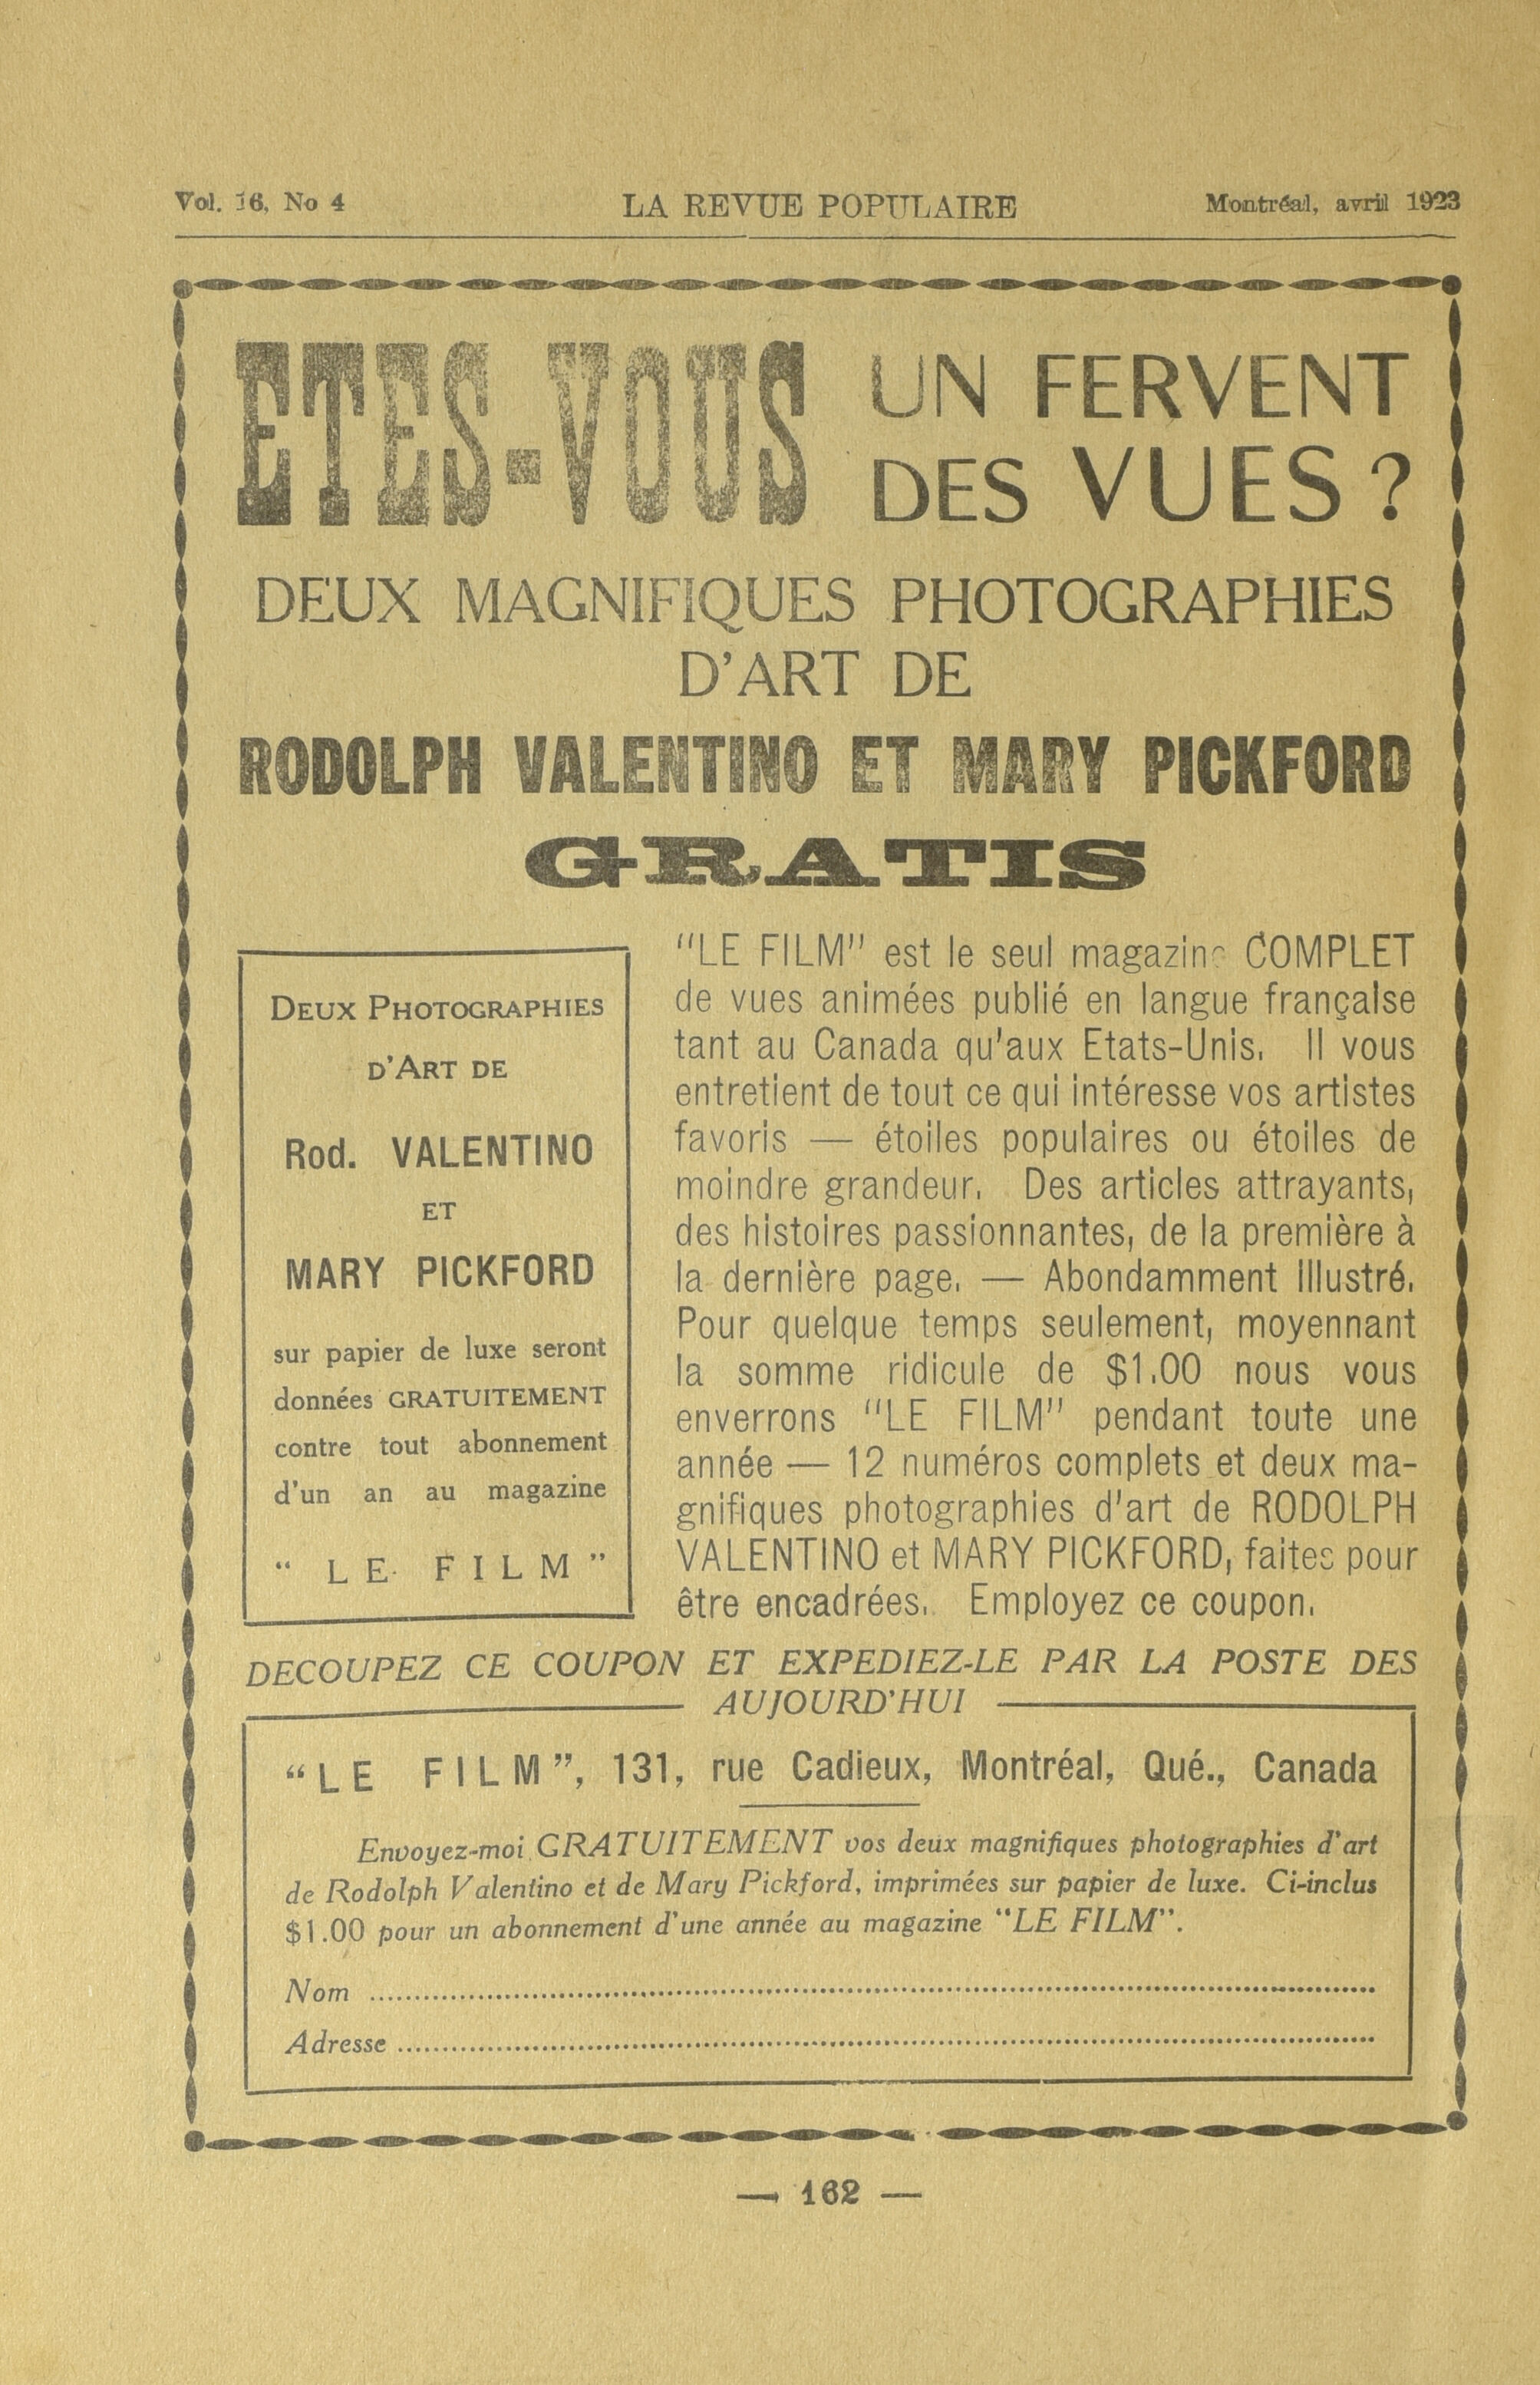 Vol. 16, No 4 LA REVUE POPULAIRE Montréal, avril 1923
ETES-VOUS UN FERVENT
DES VUES ?
DEUX MAGNIFIQUES PHOTOGRAPHIES
D'ART DE
RODOLPH VALENTINO ET MARY PICKFORD
GRATIS
DEUX PHOTOGRAPHIES
D'ART DE
Rod. VALENTINO
ET
MARY PICKFORD
sur papier de luxe seront
données GRATUITEMENT
contre tout abonnement
d'un an au magazine
" LE FILM "
"LE FILM" est le seul magazine COMPLET
de vues animées publié en langue française
tant au Canada qu'aux Etats-Unis. Il vous
entretient de tout ce qui intéresse vos artistes
favoris — étoiles populaires ou étoiles de
moindre grandeur. Des articles attrayants,
des histoires passionnantes, de la première à
la dernière page. — Abondamment illustré.
Pour quelque temps seulement, moyennant
la somme ridicule de $1.00 nous vous
enverrons "LE FILM" pendant toute une
année — 12 numéros complets et deux ma-
gnifiques photographies d'art de RODOLPH
VALENTINO et MARY PICKFORD, faites pour
être encadrées. Employez ce coupon.
DECOUPEZ CE COUPON ET EXPEDIEZ-LE PAR LA POSTE DES
AUJOURD'HUI
"LE FILM", 131, rue Cadieux, Montréal, Qué., Canada
Envoyez-moi GRATUITEMENT vos deux magnifiques photographies d'art
de Rodolph Valentino et de Mary Pickford, imprimées sur papier de luxe. Ci-inclus
$1.00 pour un abonnement d'une année au magazine "LE FILM".
Nom
Adresse
— 162 —